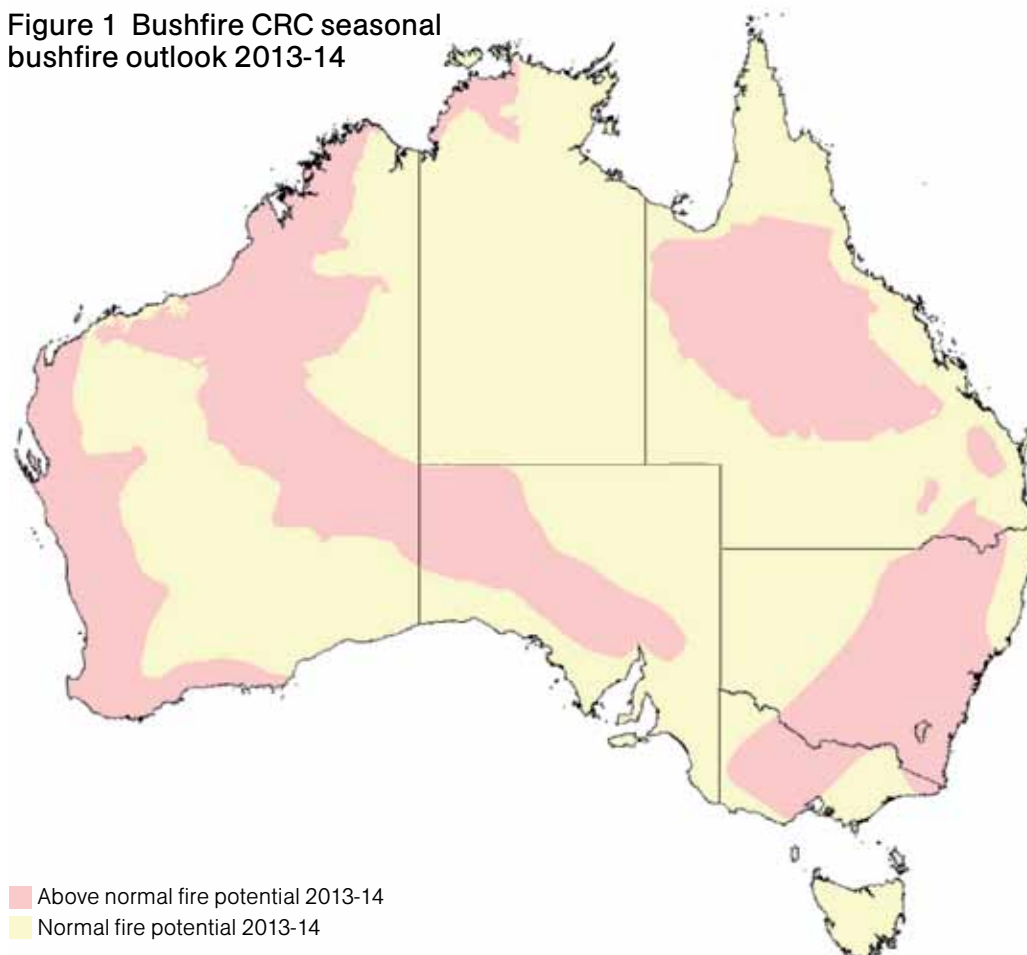 Figure 1 Bushfire CRC seasonal
bushfire outlook 2013-14
Above normal fire potential 2013-14
Normal fire potential 2013-14